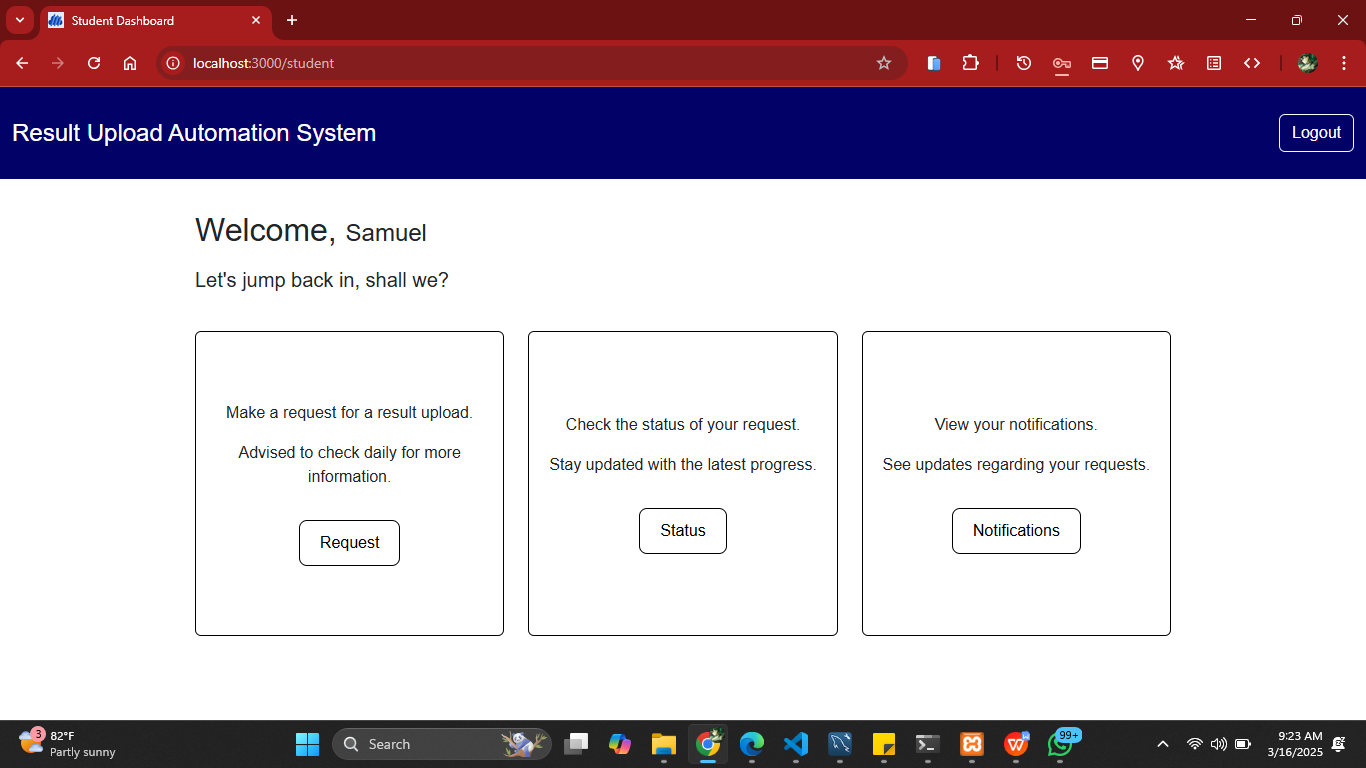 Student Dashboard
localhost:3000/student
Result Upload Automation System
Logout
Welcome, Samuel
Let's jump back in, shall we?
Make a request for a result upload.
Advised to check daily for more
information.
Request
Check the status of your request.
Stay updated with the latest progress.
Status
View your notifications.
See updates regarding your requests.
Notifications
3
82°F
Partly sunny
Search
99+
9:23 AM
3/16/2025